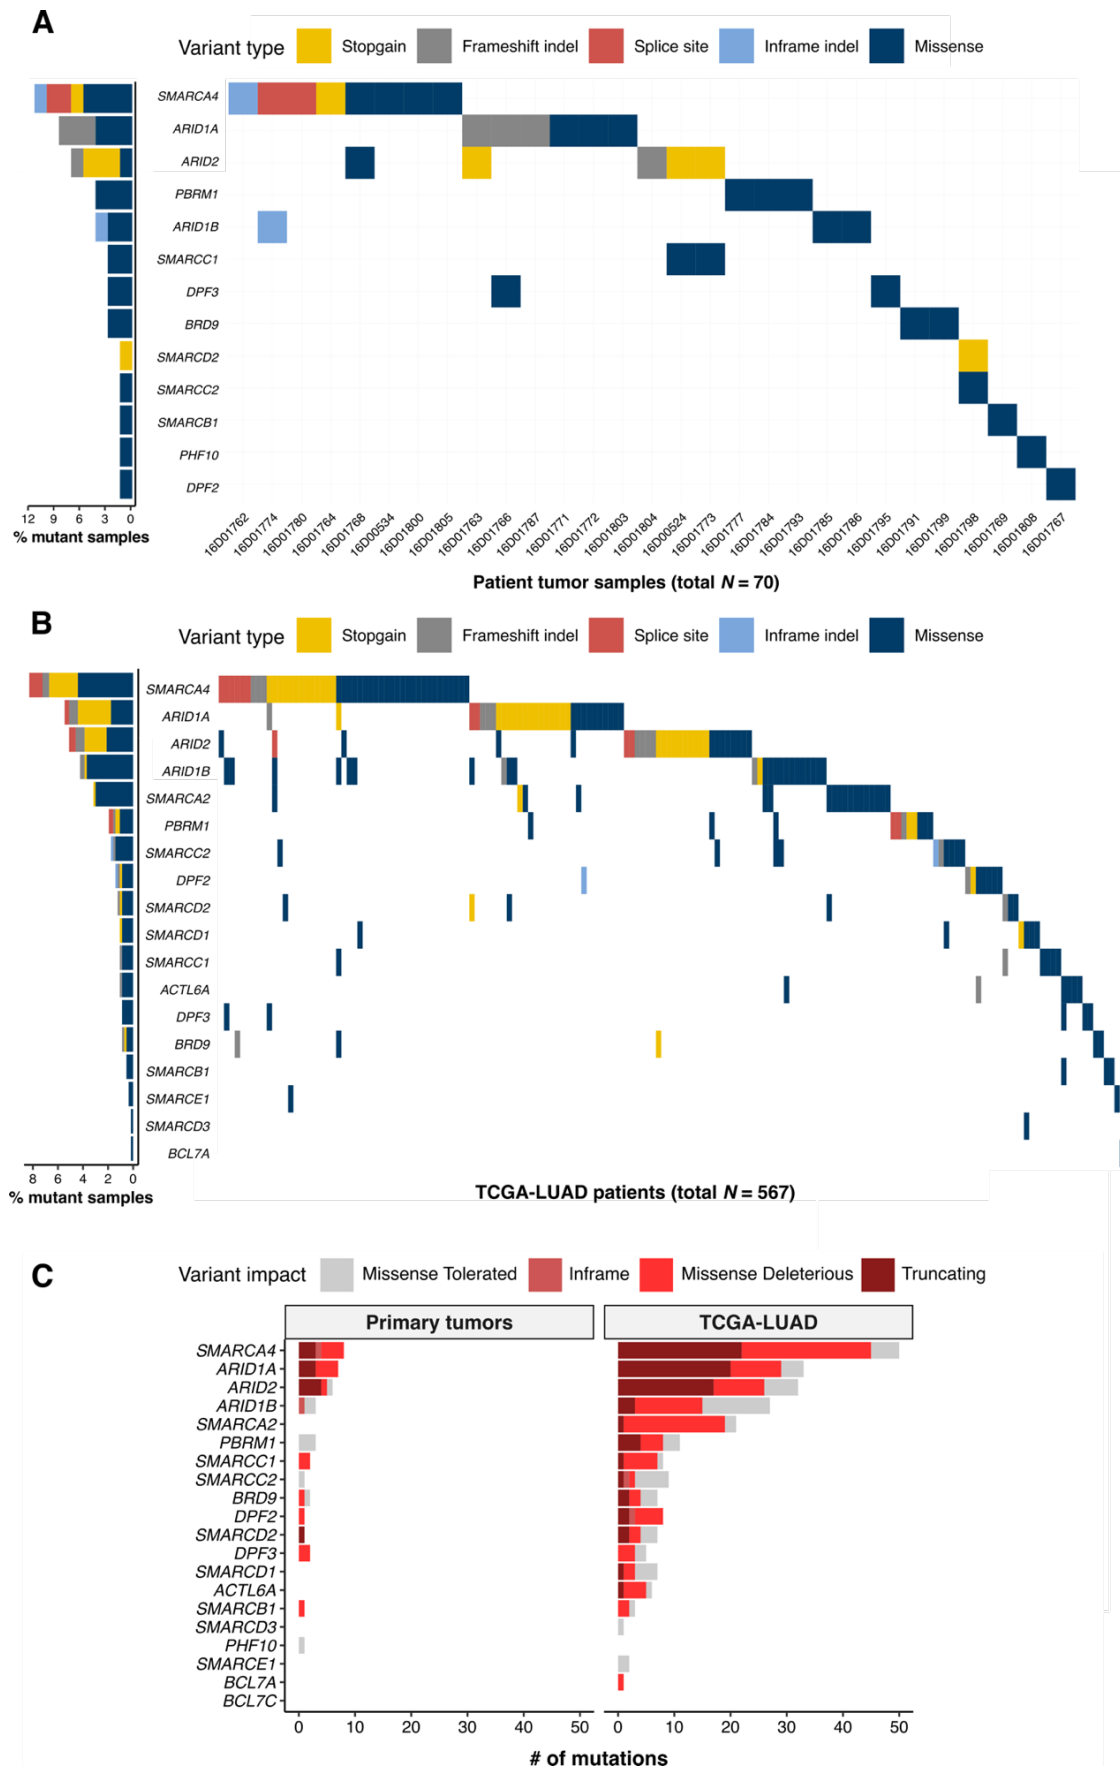 A
Variant type Stopgain Frameshift indel Splice site Inframe indel Missense
SMARCA4
ARID1A
ARID2
PBRM1
ARID1B
SMARCC1
DPF3
BRD9
SMARCD2
SMARCC2
SMARCB1
PHF10
DPF2
12 9 6 3 0
% mutant samples
16D01762 16D01774 16D01780 16D01764 16D01768 16D00534 16D01800 16D01805 16D01763 16D01766 16D01787 16D01771 16D01772 16D01803 16D01804 16D00524 16D01773 16D01777 16D01784 16D01793 16D01785 16D01786 16D01795 16D01791 16D01799 16D01798 16D01769 16D01808 16D01767
Patient tumor samples (total N = 70)
B
Variant type Stopgain Frameshift indel Splice site Inframe indel Missense
SMARCA4
ARID1A
ARID2
ARID1B
SMARCA2
PBRM1
SMARCC2
DPF2
SMARCD2
SMARCD1
SMARCC1
ACTL6A
DPF3
BRD9
SMARCB1
SMARCE1
SMARCD3
BCL7A
8 6 4 2 0
% mutant samples
TCGA-LUAD patients (total N = 567)
C
Variant impact Missense Tolerated Inframe Missense Deleterious Truncating
Primary tumors TCGA-LUAD
SMARCA4
ARID1A
ARID2
ARID1B
SMARCA2
PBRM1
SMARCC1
SMARCC2
BRD9
DPF2
SMARCD2
DPF3
SMARCD1
ACTL6A
SMARCB1
SMARCD3
PHF10
SMARCE1
BCL7A
BCL7C
0 10 20 30 40 50 0 10 20 30 40 50
# of mutations